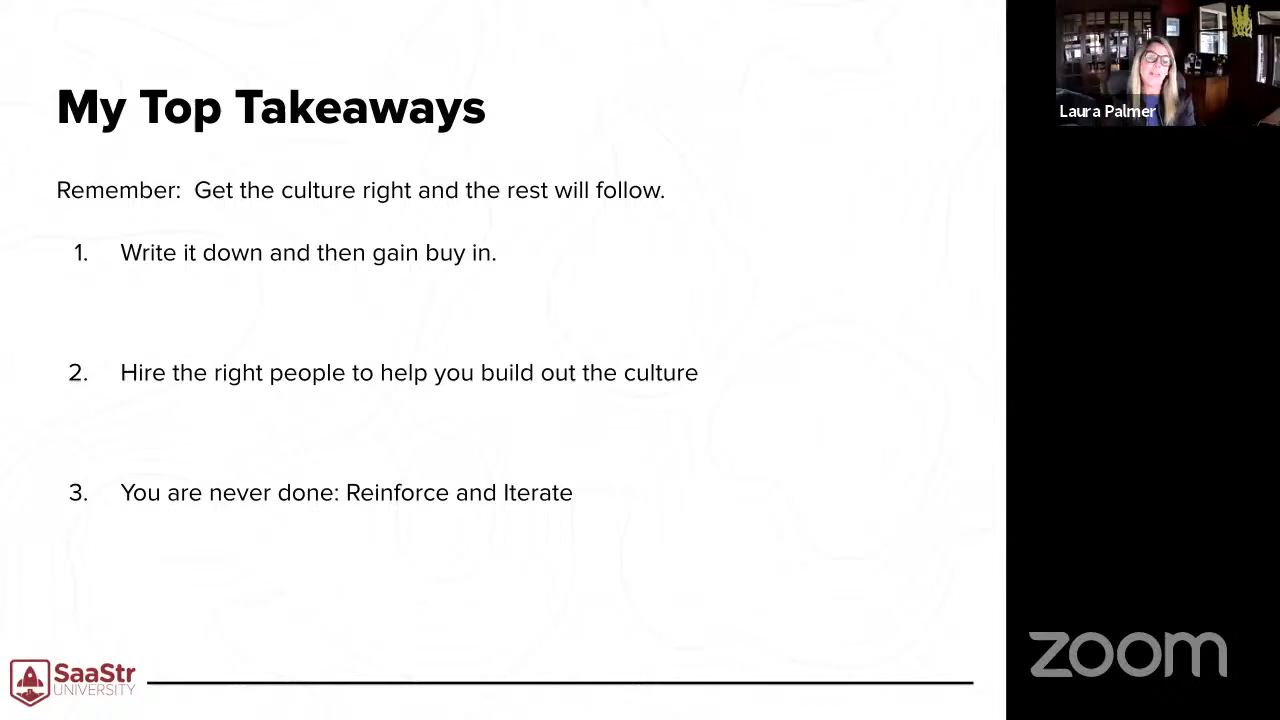 My Top Takeaways
Remember: Get the culture right and the rest will follow.
1. Write it down and then gain buy in.
2. Hire the right people to help you build out the culture
3. You are never done: Reinforce and Iterate
SaaStr
UNIVERSITY
Laura Palmer
zoom